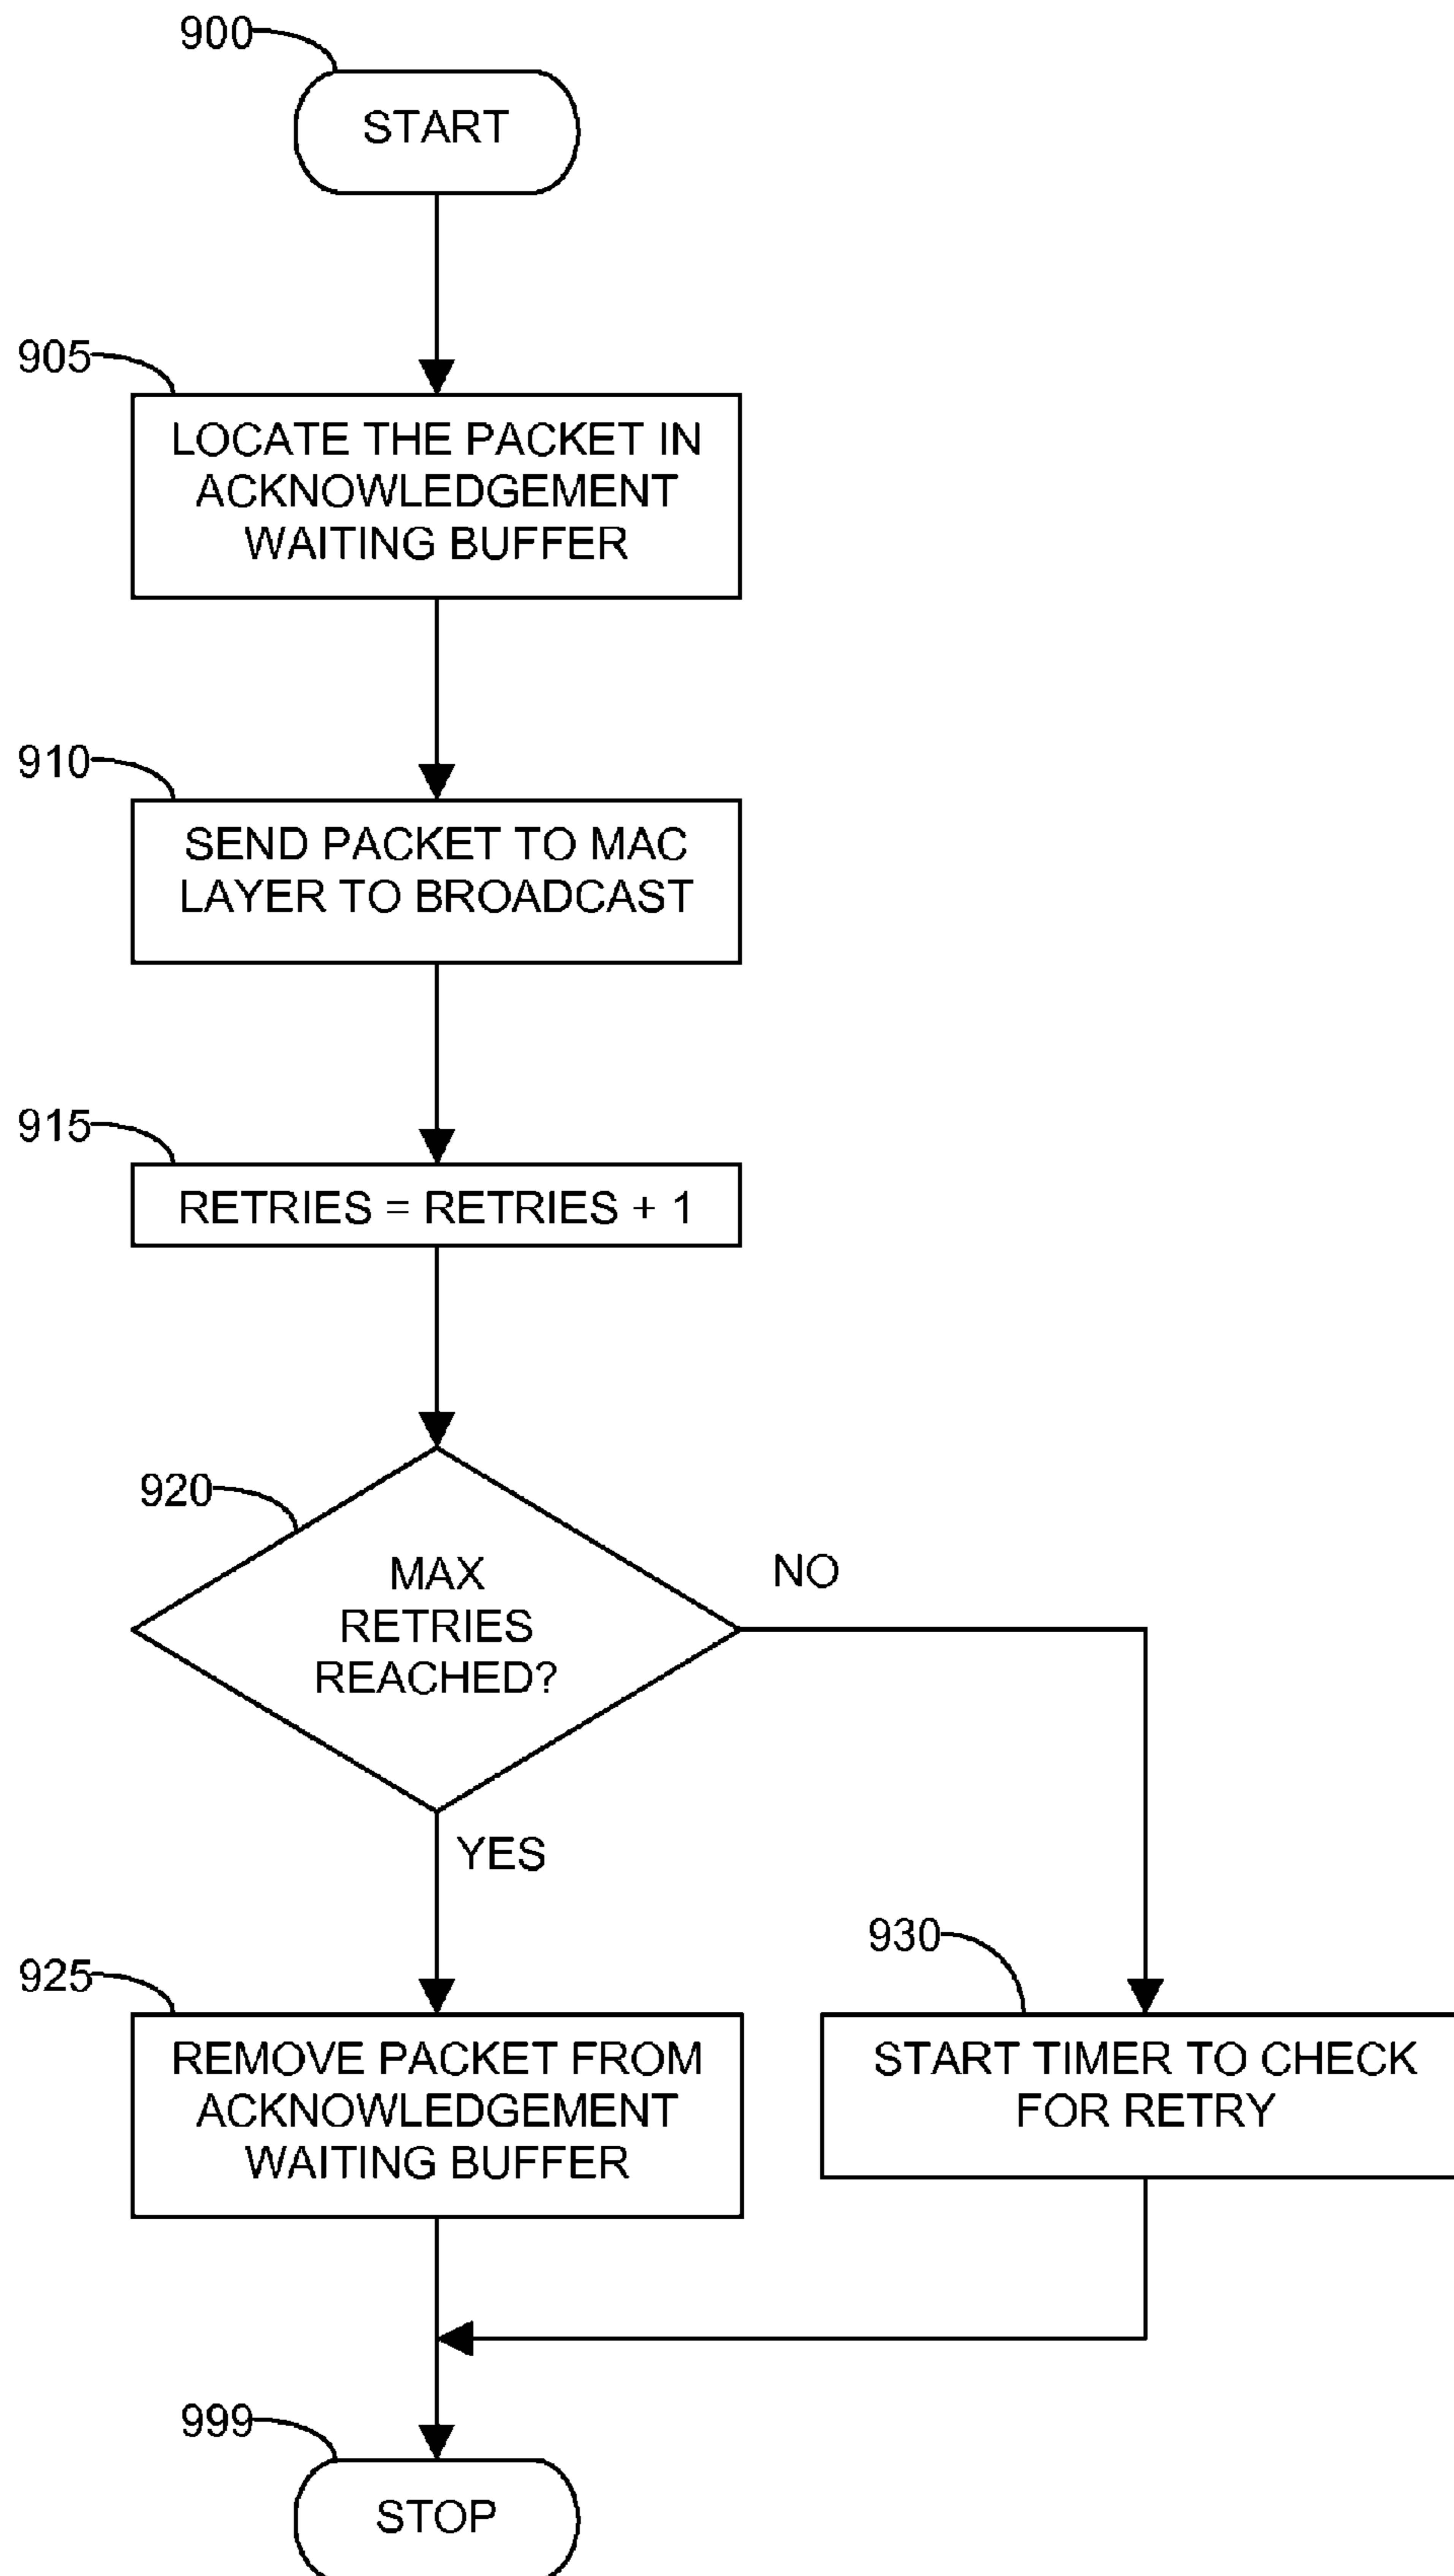 900
START
905
LOCATE THE PACKET IN
ACKNOWLEDGEMENT
WAITING BUFFER
910
SEND PACKET TO MAC
LAYER TO BROADCAST
915
RETRIES = RETRIES + 1
920
MAX
RETRIES
REACHED?
NO
YES
925
REMOVE PACKET FROM
ACKNOWLEDGEMENT
WAITING BUFFER
930
START TIMER TO CHECK
FOR RETRY
999
STOP